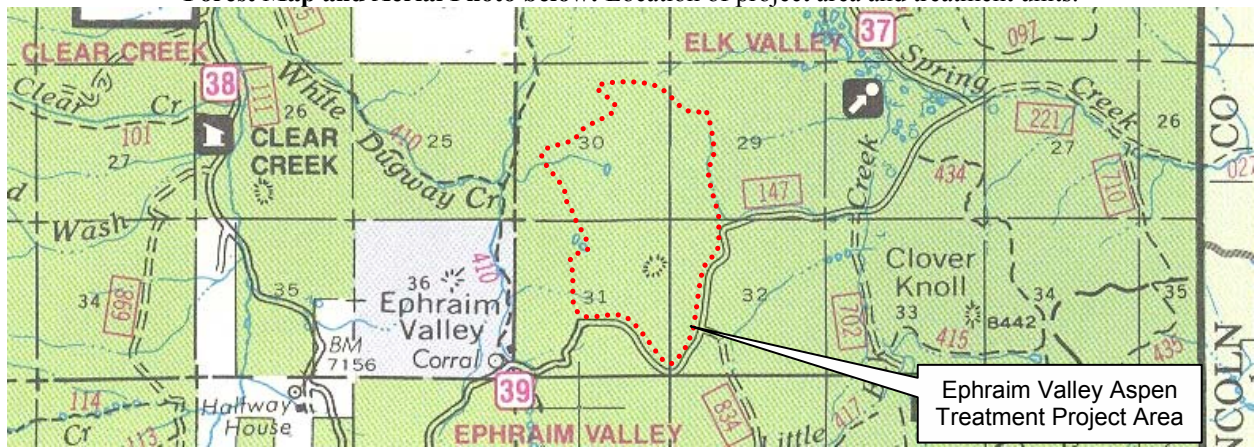 Forest Map and Aerial Photo below: Location of project area and treatment units.
CLEAR CREEK
38
111
White
Dugway Cr
410
26
25
Clear
Cr
101
27
CLEAR
CREEK
Wash
698
34
35
36
Ephraim
Valley
Corral
BM
7156
Halfway
House
114
Cr
113
410
39
EPHRAIM VALLEY
30
31
29
32
147
ELK VALLEY
37
Spring
Creek
097
221
26
27
434
210
Creek
Clover
Knoll
8442
34
35
33
415
435
702
834
417
Little
CO
LINCOLN
027
Ephraim Valley Aspen
Treatment Project Area